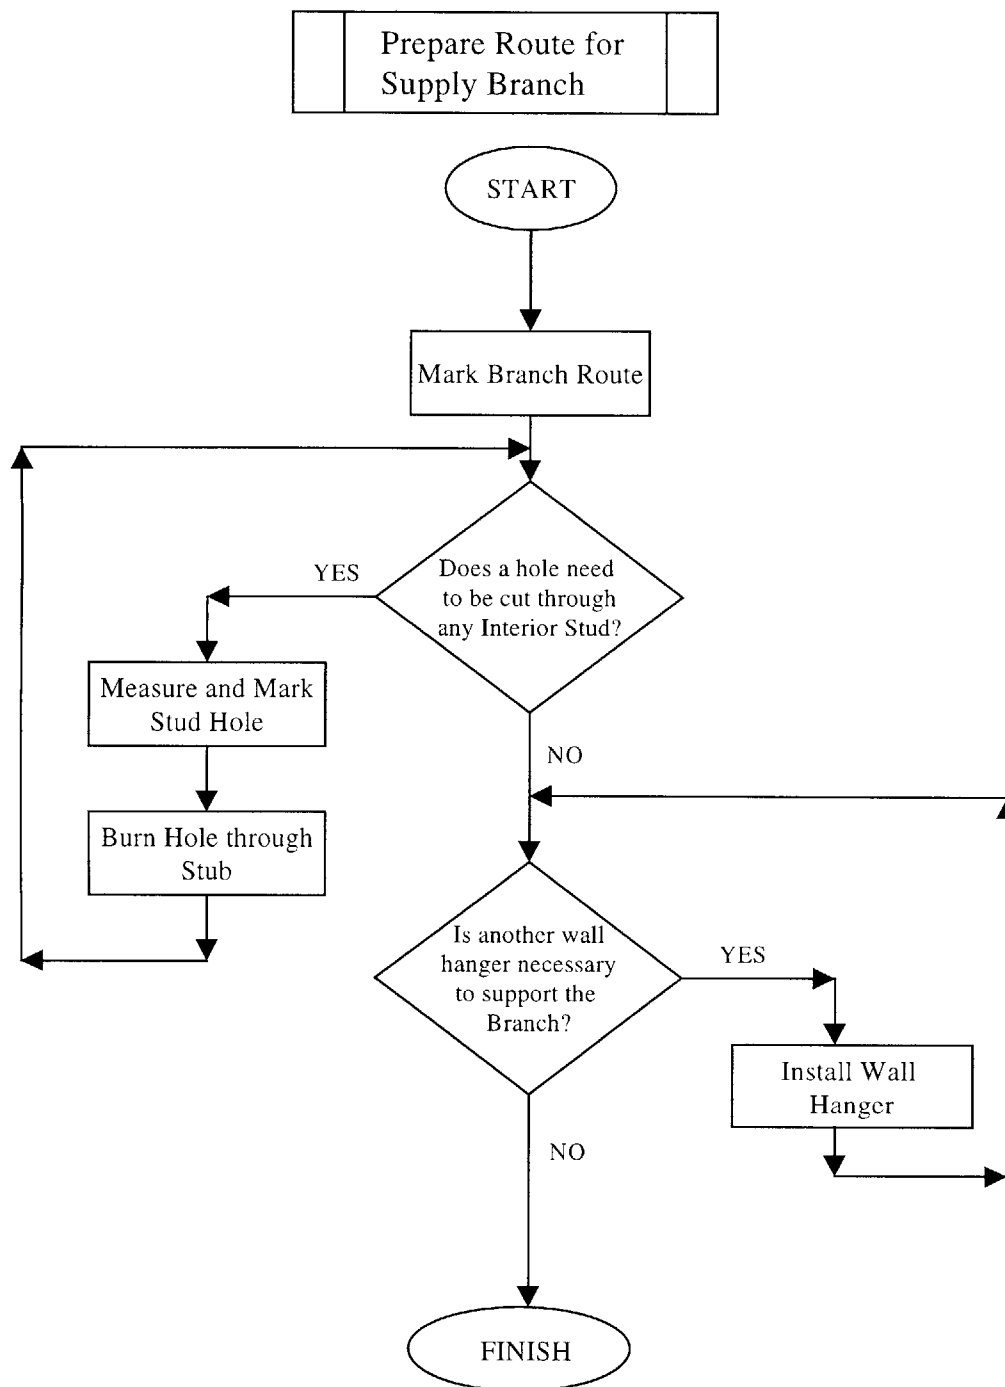 Prepare Route for
Supply Branch
START
Mark Branch Route
Does a hole need
to be cut through
any Interior Stud?
YES
Measure and Mark
Stud Hole
Burn Hole through
Stub
NO
Is another wall
hanger necessary
to support the
Branch?
YES
Install Wall
Hanger
NO
FINISH